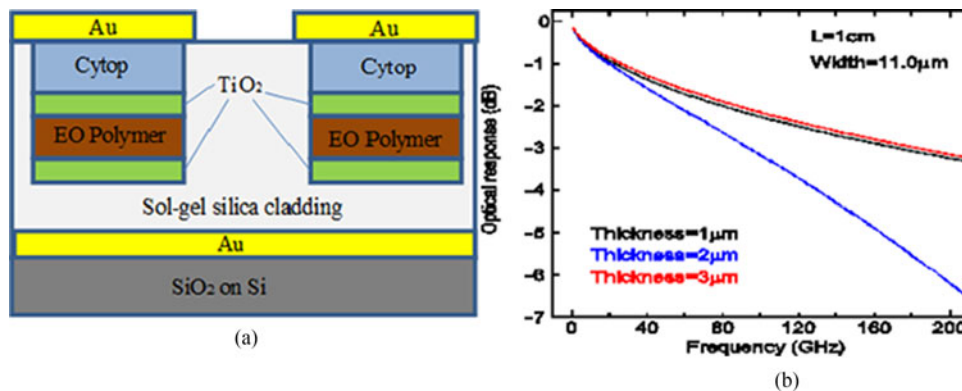 Au
Au
Cytop
Cytop
TiO₂
EO Polymer
EO Polymer
Sol-gel silica cladding
Au
SiO₂ on Si
(a)
Optical response (dB)
0
-1
-2
-3
-4
-5
-6
-7
L=1cm
Width=11.0μm
Thickness=1μm
Thickness=2μm
Thickness=3μm
0 40 80 120 160 200
Frequency (GHz)
(b)